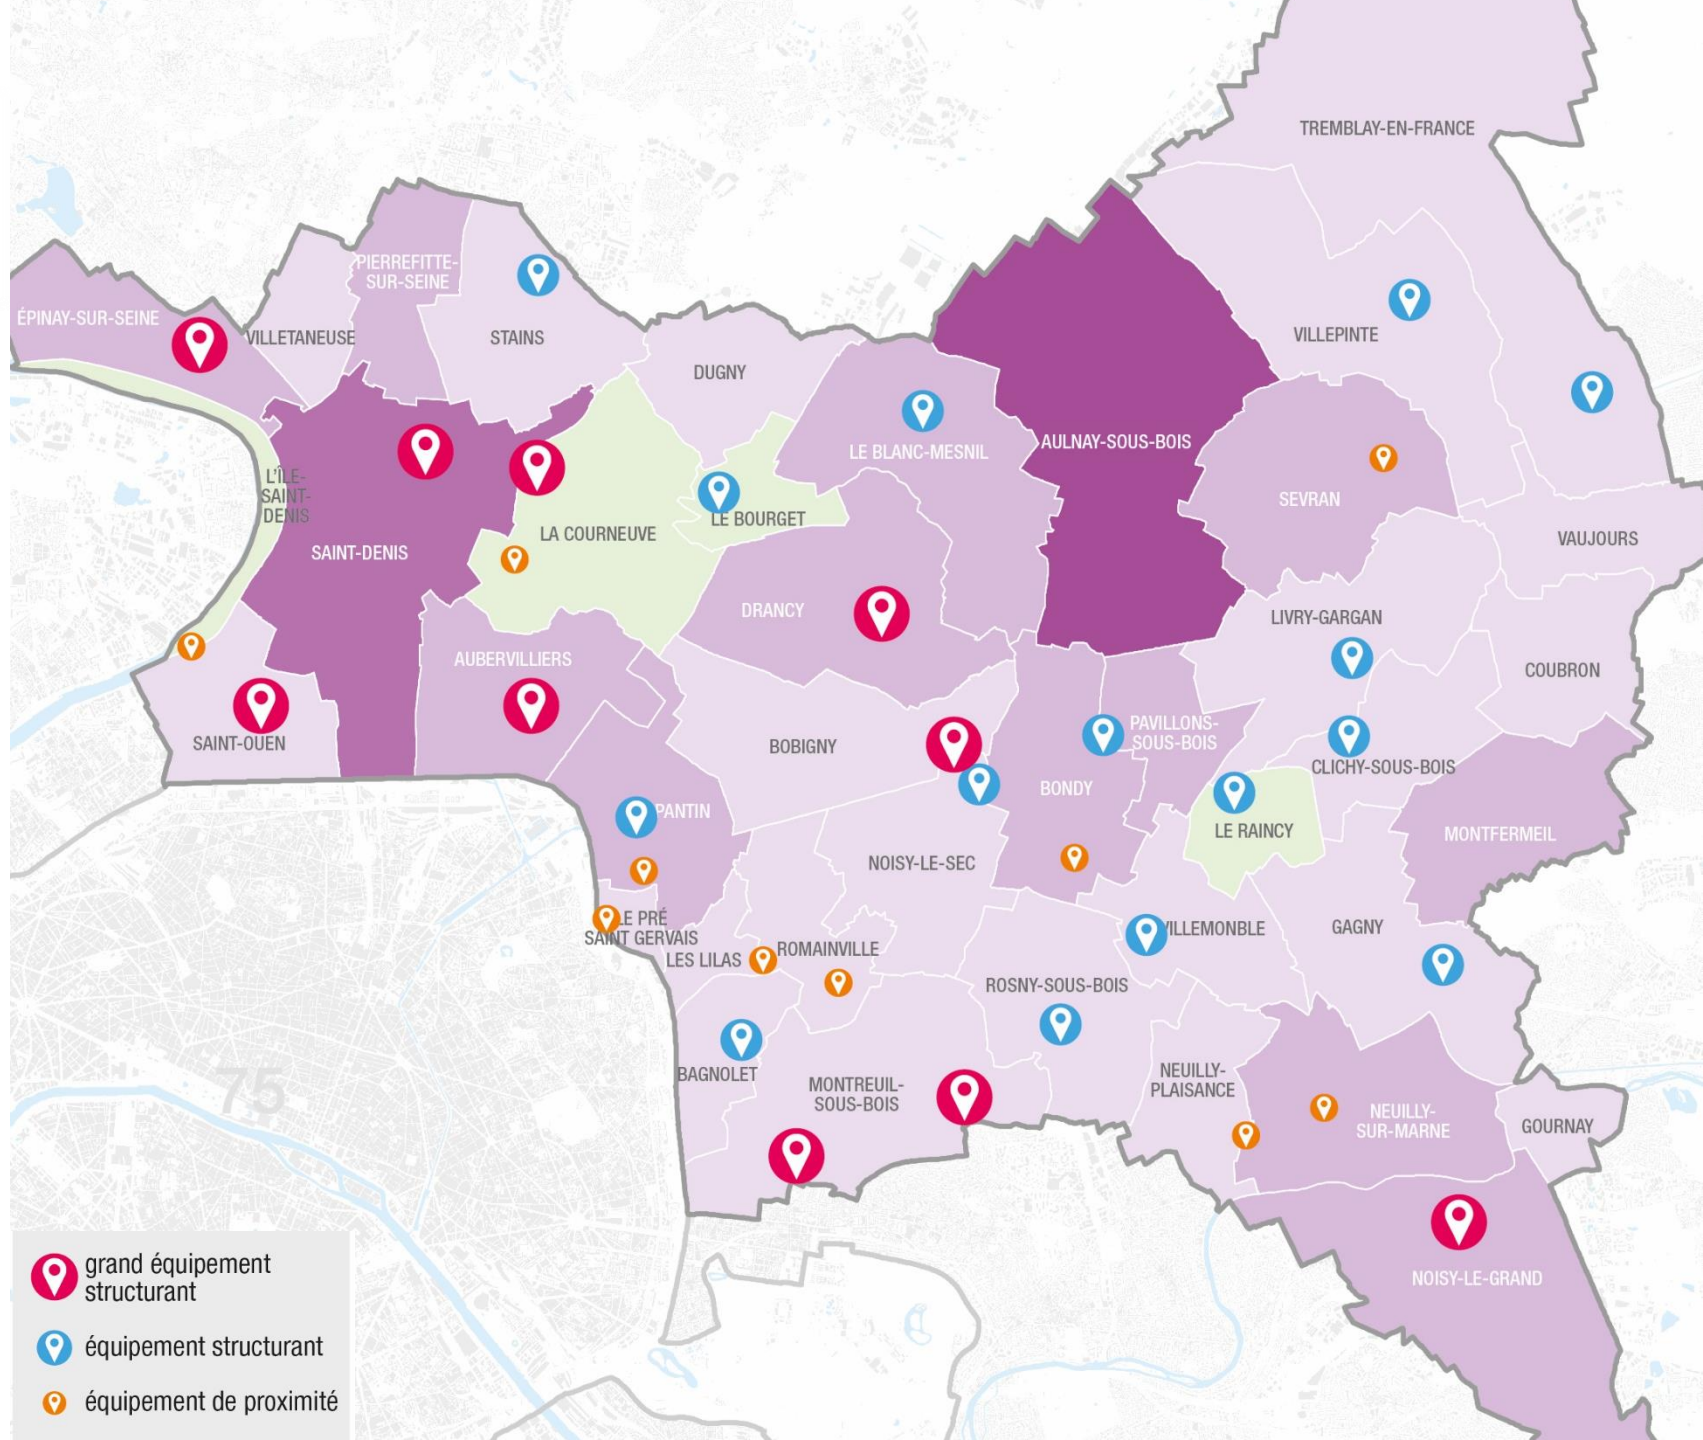 TREMBLAY-EN-FRANCE
PIERREFITTE-
SUR-SEINE
ÉPINAY-SUR-SEINE
VILLETANEUSE
STAINS
VILLEPINTE
DUGNY
AULNAY-SOUS-BOIS
LE BLANC-MESNIL
L'ÎLE-
SAINT-
DENIS
SEVRAN
LE BOURGET
LA COURNEUVE
VAUJOURS
SAINT-DENIS
DRANCY
LIVRY-GARGAN
AUBERVILLIERS
COUBRON
PAVILLONS-
SOUS-BOIS
SAINT-OUEN
BOBIGNY
CLICHY-SOUS-BOIS
BONDY
PANTIN
LE RAINCY
MONTFERMEIL
NOISY-LE-SEC
LE PRÉ
SAINT GERVAIS
VILLEMONBLE
GAGNY
LES LILAS
ROMAINVILLE
ROSNY-SOUS-BOIS
BAGNOLET
MONTREUIL-
SOUS-BOIS
NEUILLY-
PLAISANCE
75
NEUILLY-
SUR-MARNE
GOURNAY
NOISY-LE-GRAND
grand équipement
structurant
équipement structurant
équipement de proximité